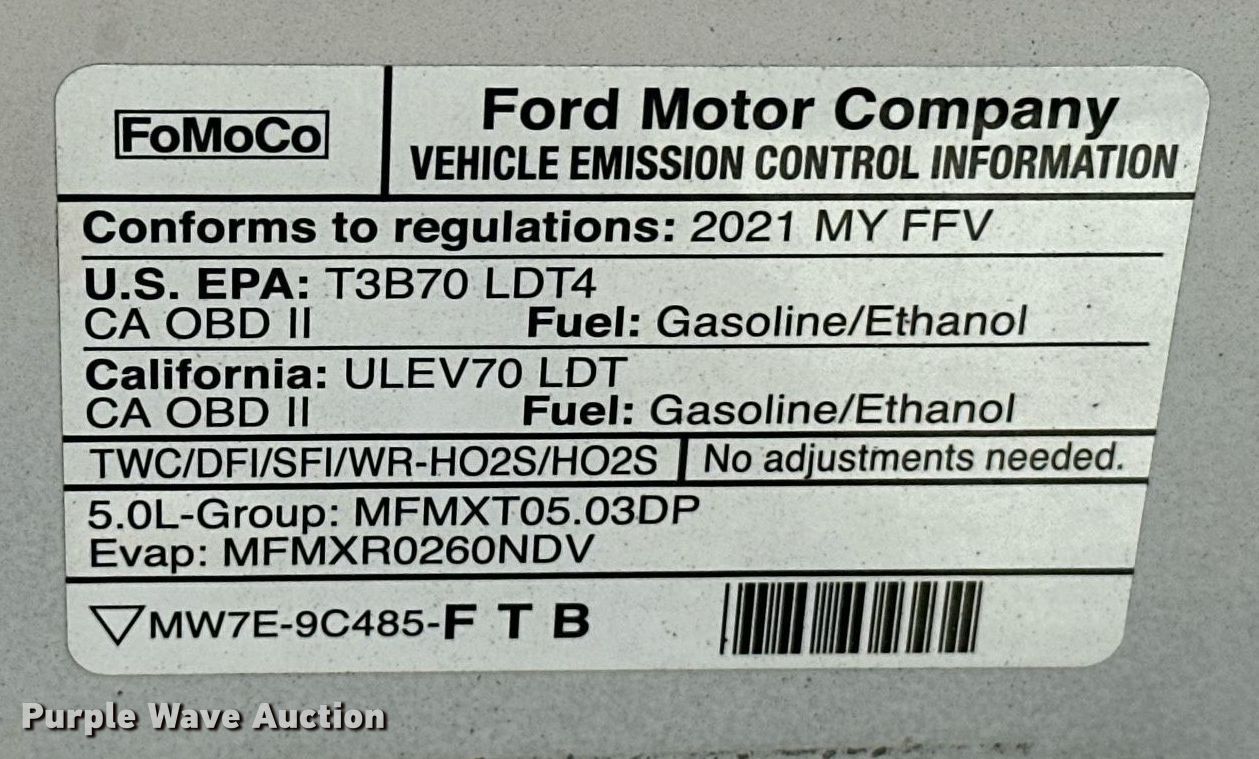 FoMoCo
Ford Motor Company
VEHICLE EMISSION CONTROL INFORMATION
Conforms to regulations: 2021 MY FFV
U.S. EPA: T3B70 LDT4
CA OBD II Fuel: Gasoline/Ethanol
California: ULEV70 LDT
CA OBD II Fuel: Gasoline/Ethanol
TWC/DFI/SFI/WR-HO2S/HO2S No adjustments needed.
5.0L-Group: MFMXT05.03DP
Evap: MFMXR0260NDV
MW7E-9C485-F T B
Purple Wave Auction